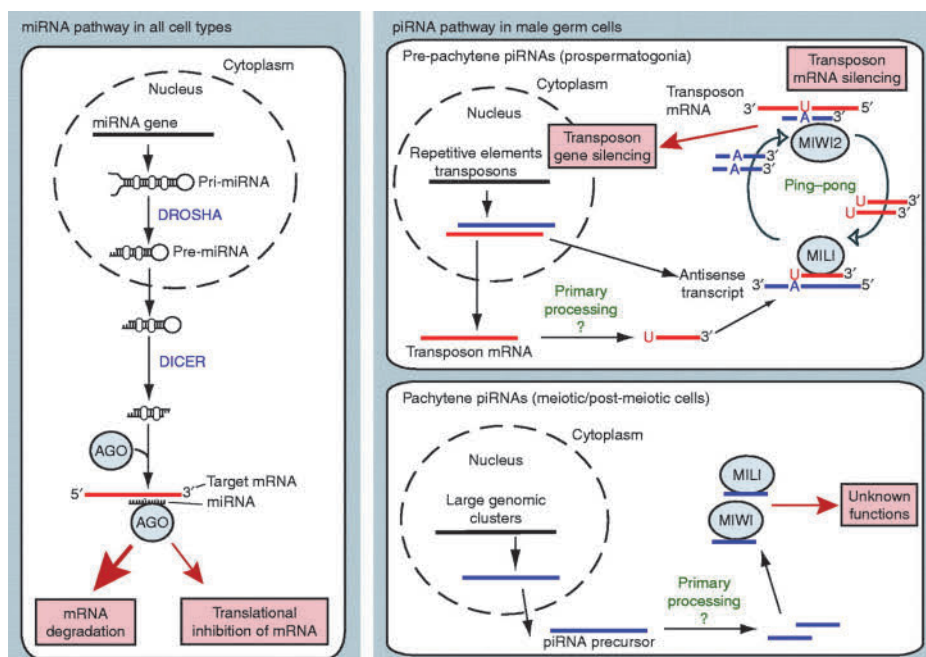 miRNA pathway in all cell types
Cytoplasm
Nucleus
miRNA gene
Pri-miRNA
DROSHA
Pre-miRNA
DICER
AGO
5′
3′
Target mRNA
miRNA
AGO
mRNA
degradation
Translational
inhibition of mRNA
piRNA pathway in male germ cells
Pre-pachytene piRNAs (prospermatogonia)
Cytoplasm
Nucleus
Repetitive elements
transposons
Transposon
gene silencing
Transposon
mRNA
Transposon
mRNA silencing
3′
U
5′
A
3′
MIWI2
A
A
Ping–pong
U
U
MILI
U
3′
3′
A
5′
Antisense
transcript
Primary
processing
?
Transposon mRNA
U
3′
Pachytene piRNAs (meiotic/post-meiotic cells)
Cytoplasm
Nucleus
Large genomic
clusters
MILI
MIWI
Unknown
functions
Primary
processing
?
piRNA precursor